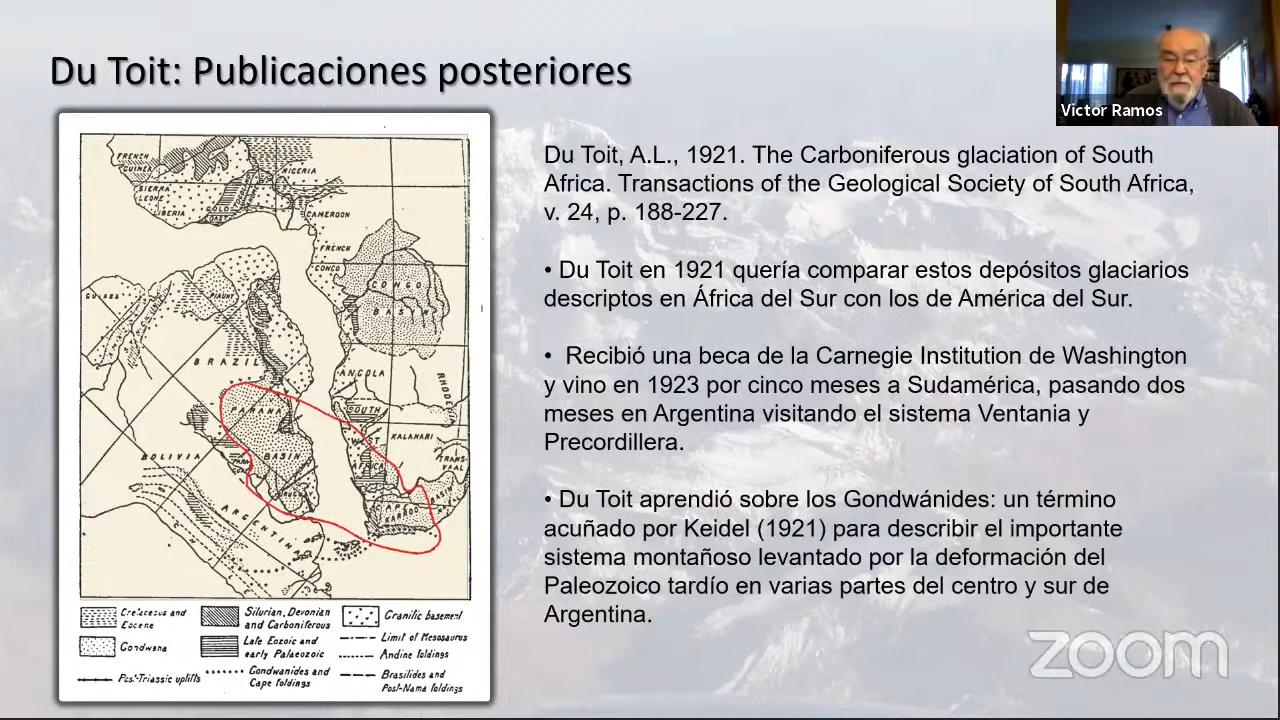 Du Toit: Publicaciones posteriores
Victor Ramos
Du Toit, A.L., 1921. The Carboniferous glaciation of South
Africa. Transactions of the Geological Society of South Africa,
v. 24, p. 188-227.
• Du Toit en 1921 quería comparar estos depósitos glaciarios
descriptos en África del Sur con los de América del Sur.
• Recibió una beca de la Carnegie Institution de Washington
y vino en 1923 por cinco meses a Sudamérica, pasando dos
meses en Argentina visitando el sistema Ventania y
Precordillera.
• Du Toit aprendió sobre los Gondwánides: un término
acuñado por Keidel (1921) para describir el importante
sistema montañoso levantado por la deformación del
Paleozoico tardío en varias partes del centro y sur de
Argentina.
FRENCH
GUINEA
SIERRA
LEONE
LIBERIA
GOLD
COAST
NIGERIA
CAMEROON
FRENCH
CONGO
CONGO
BASIN
GUIANA
PIAUHY
BRAZIL
ANGOLA
RHODESIA
PARANA
BASIN
SOUTH
WEST
AFRICA
KALAHARI
TRANS-
VAAL
BOLIVIA
ARGENTIN
CAPE
KARROO
BASIN
Cretaceous and
Eocene
Silurian, Devonian
and Carboniferous
Granitic basement
Gondwana
Late Eozoic and
early Palaeozoic
Limit of Mesosaurus
Andine foldings
Post-Triassic uplifts
Gondwanides and
Cape foldings
Brasilides and
Post-Nama foldings
zoom